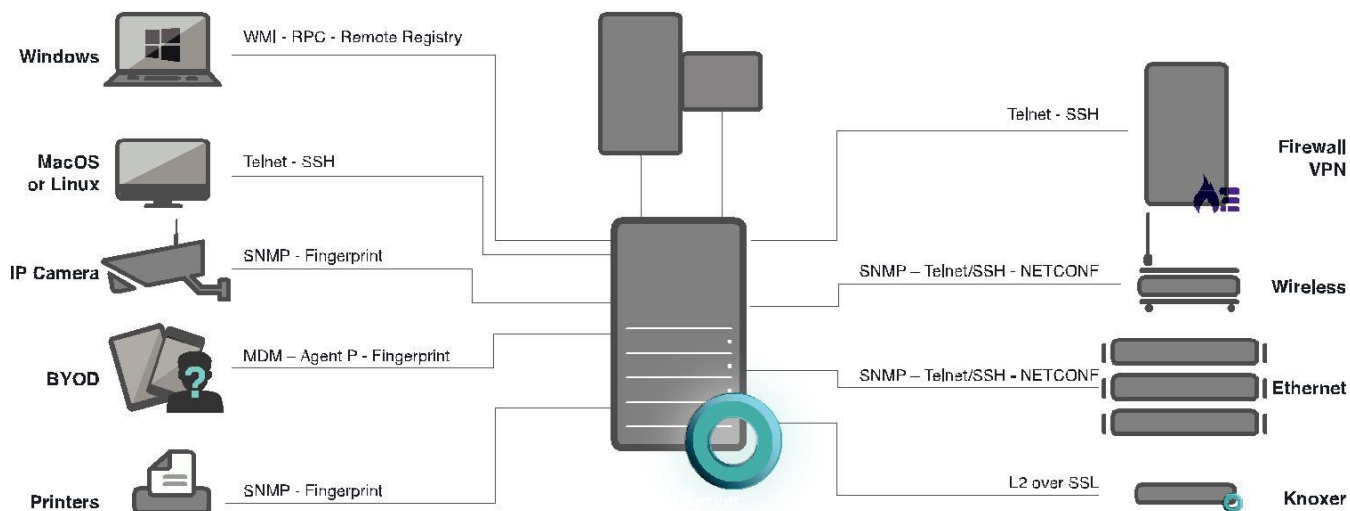 Windows
WMI - RPC - Remote Registry
MacOS
or Linux
Telnet - SSH
IP Camera
SNMP - Fingerprint
BYOD
MDM – Agent P - Fingerprint
?
Printers
SNMP - Fingerprint
Telnet - SSH
Firewall
VPN
SNMP – Telnet/SSH - NETCONF
Wireless
SNMP – Telnet/SSH - NETCONF
Ethernet
L2 over SSL
Knoxer